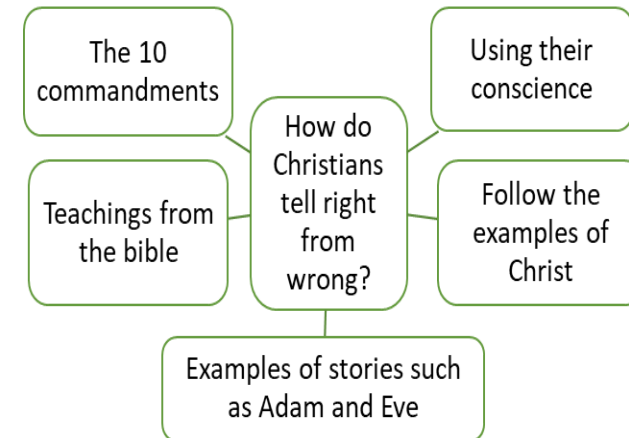 The 10
commandments
Using their
conscience
How do
Christians
tell right
from
wrong?
Teachings from
the bible
Follow the
examples of
Christ
Examples of stories such
as Adam and Eve